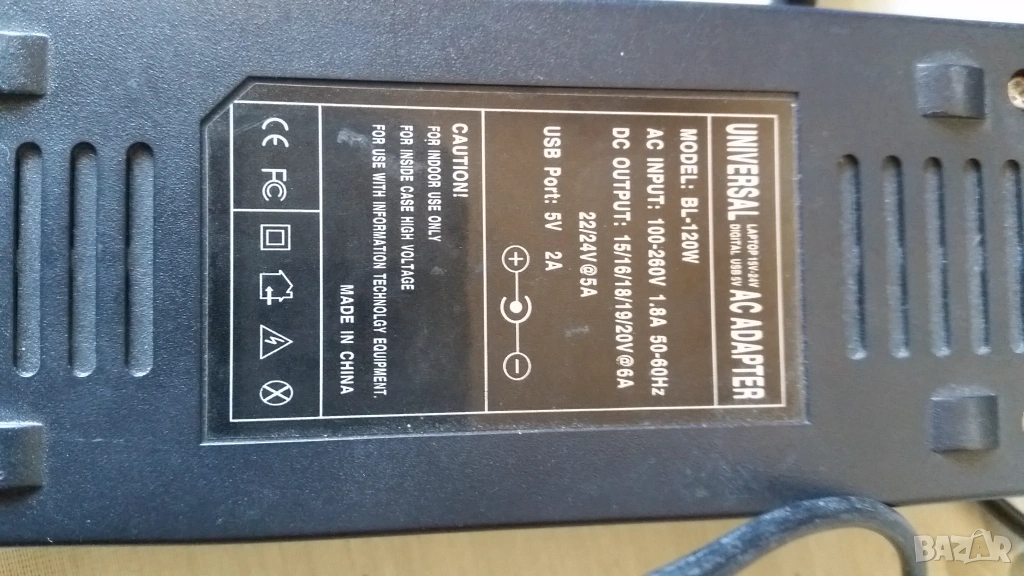 UNIVERSAL LAPTOP 15V-24V DIGITAL USB 5V AC ADAPTER
MODEL: BL-120W
AC INPUT: 100-260V 1.8A 50-60Hz
DC OUTPUT: 15/16/18/19/20V@6A
22/24V@5A
USB Port: 5V 2A
CAUTION!
FOR INDOOR USE ONLY
FOR INSIDE CASE HIGH VOLTAGE
FOR USE WITH INFORMATION TECHNOLGY EQUIPMENT.
MADE IN CHINA
CE FC
BAZAR